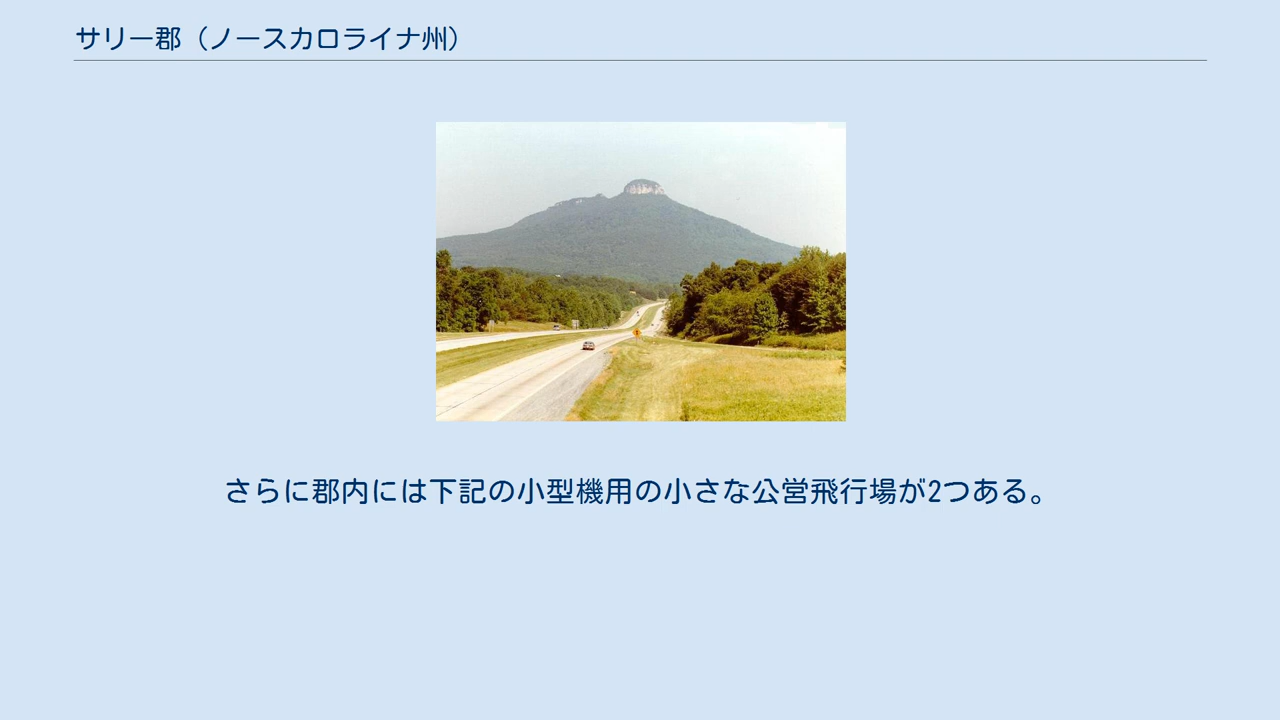 サリー郡（ノースカロライナ州）
さらに郡内には下記の小型機用の小さな公営飛行場が2つある。